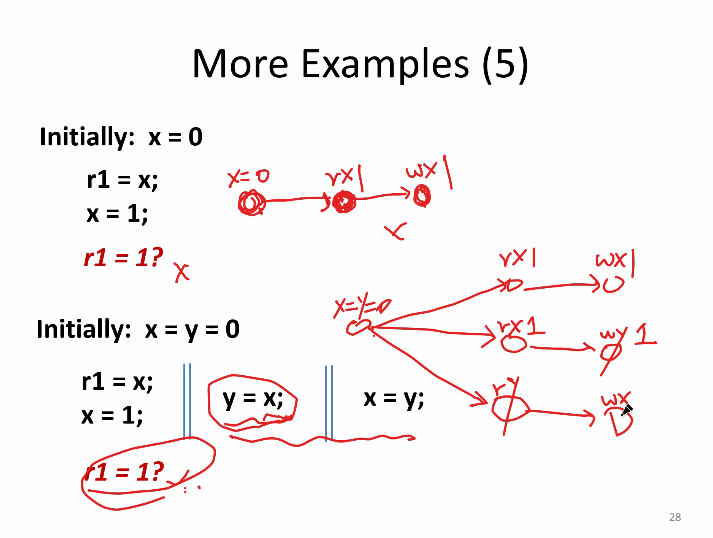 More Examples (5)
Initially: x = 0
r1 = x;
x = 1;
r1 = 1?
x=0 rx1 wx1
x
x
Initially: x = y = 0
r1 = x;
x = 1;
y = x;
x = y;
r1 = 1?
x=y=0
rx1 wx1
rx1 wy1
ry wx
28